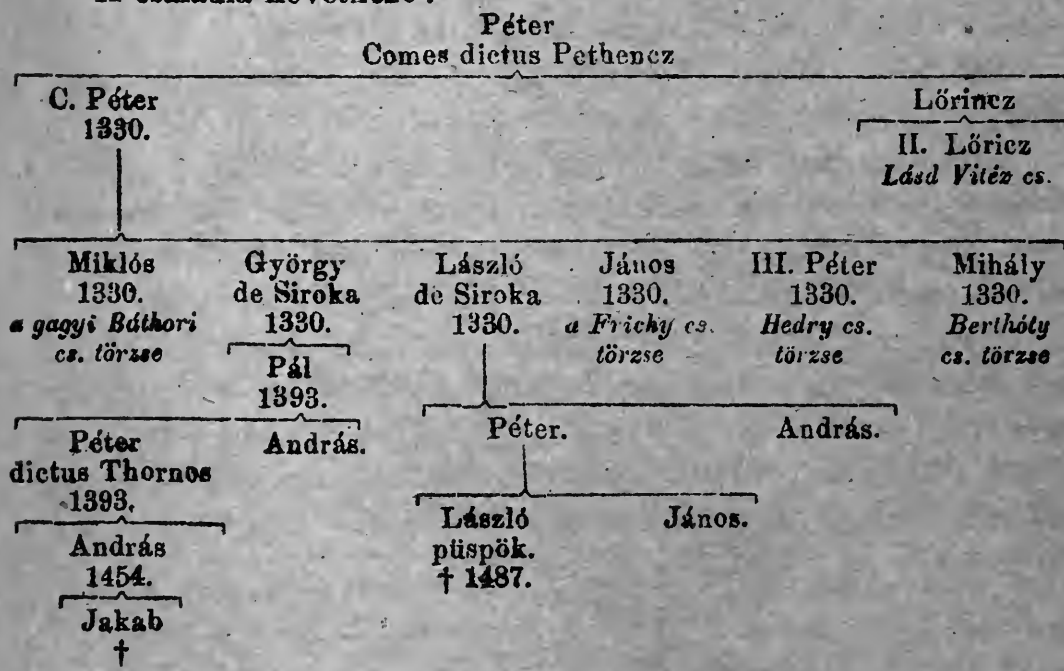 Péter
Comes dictus Pethencz
C. Péter Lőrincz
1330. II. Lőricz
Lásd Vitéz cs.
Miklós György László János III. Péter Mihály
1330. de Siroka de Siroka 1330. 1330. 1330.
a gagyi Báthori 1330. 1330. a Frichy cs. Hedry cs. Berthóty
cs. törzse törzse törzse cs. törzse
Pál
1393.
Péter András. Péter. András.
dictus Thornos
1393.
László János.
András püspök.
1454. † 1487.
Jakab
†